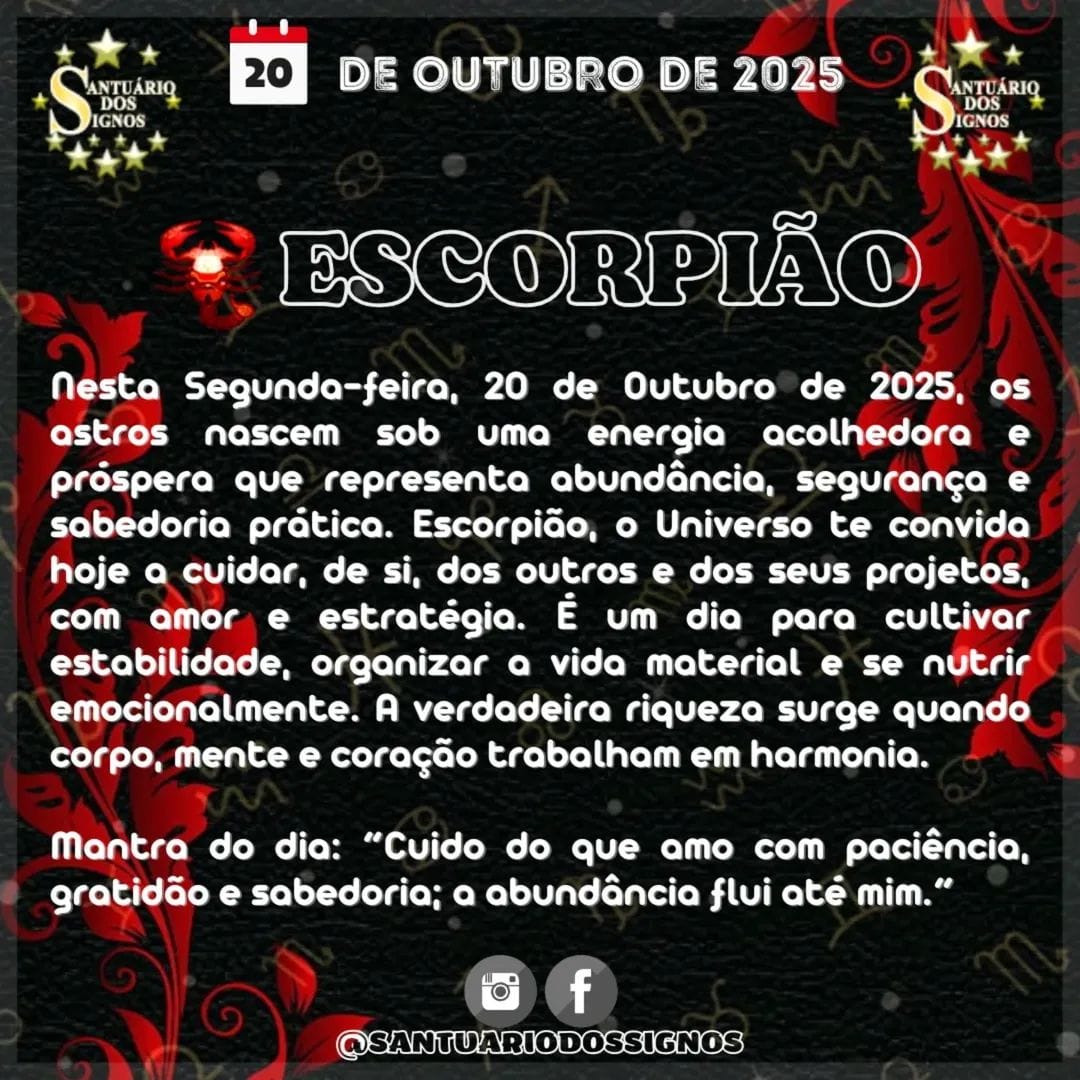 SANTUÁRIO
DOS
SIGNOS
20 DE OUTUBRO DE 2025
SANTUÁRIO
DOS
SIGNOS
ESCORPIÃO
Nesta Segunda-feira, 20 de Outubro de 2025, os
astros nascem sob uma energia acolhedora e
próspera que representa abundância, segurança e
sabedoria prática. Escorpião, o Universo te convida
hoje a cuidar, de si, dos outros e dos seus projetos,
com amor e estratégia. É um dia para cultivar
estabilidade, organizar a vida material e se nutrir
emocionalmente. A verdadeira riqueza surge quando
corpo, mente e coração trabalham em harmonia.
Mantra do dia: “Cuido do que amo com paciência,
gratidão e sabedoria; a abundância flui até mim.”
f
@SANTUARIODOSSIGNOS